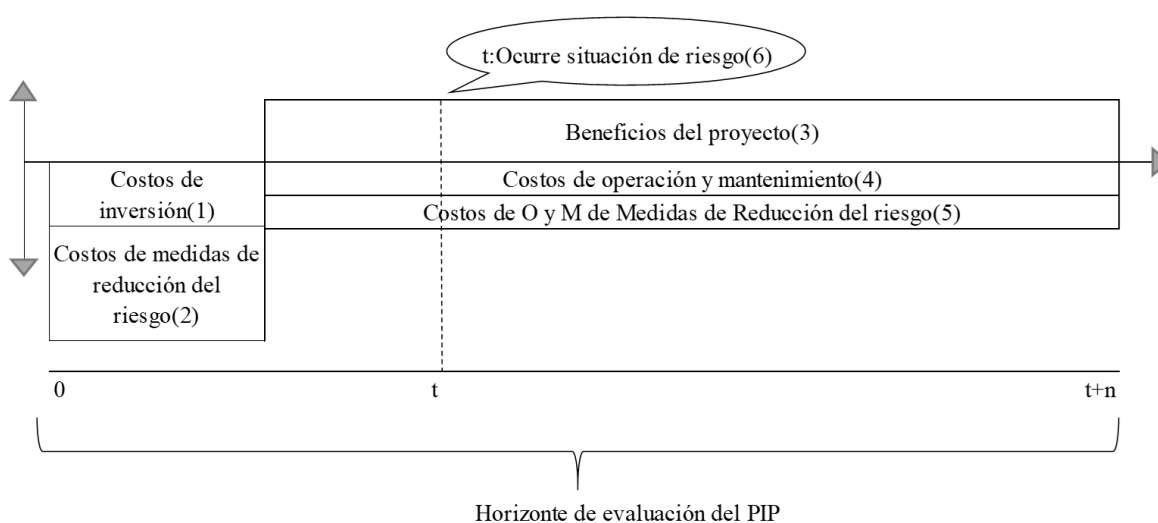 t:Ocurre situación de riesgo(6)
Beneficios del proyecto(3)
Costos de
inversión(1)
Costos de operación y mantenimiento(4)
Costos de O y M de Medidas de Reducción del riesgo(5)
Costos de medidas de
reducción del
riesgo(2)
0
t
t+n
Horizonte de evaluación del PIP